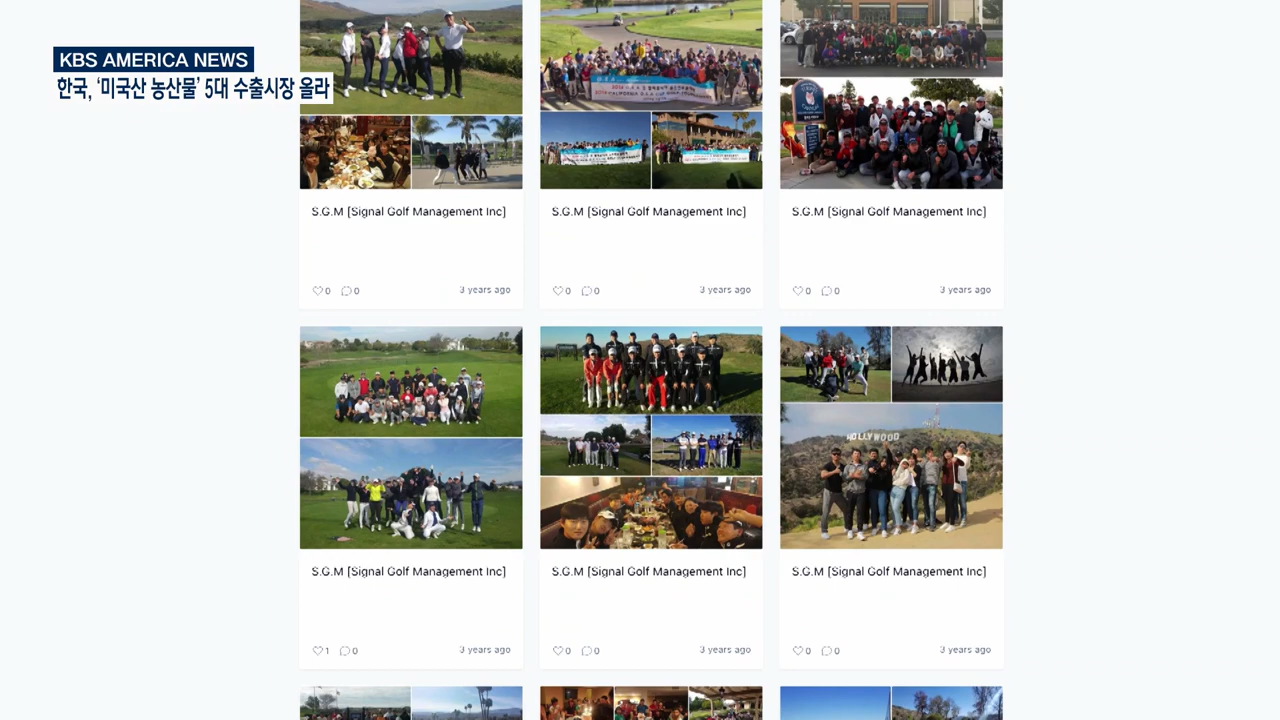 KBS AMERICA NEWS
한국, ‘미국산 농산물’ 5대 수출시장 올라
S.G.M [Signal Golf Management Inc]
S.G.M [Signal Golf Management Inc]
S.G.M [Signal Golf Management Inc]
0 0 3 years ago
0 0 3 years ago
0 0 3 years ago
HOLLYWOOD
S.G.M [Signal Golf Management Inc]
S.G.M [Signal Golf Management Inc]
S.G.M [Signal Golf Management Inc]
1 0 3 years ago
0 0 3 years ago
0 0 3 years ago